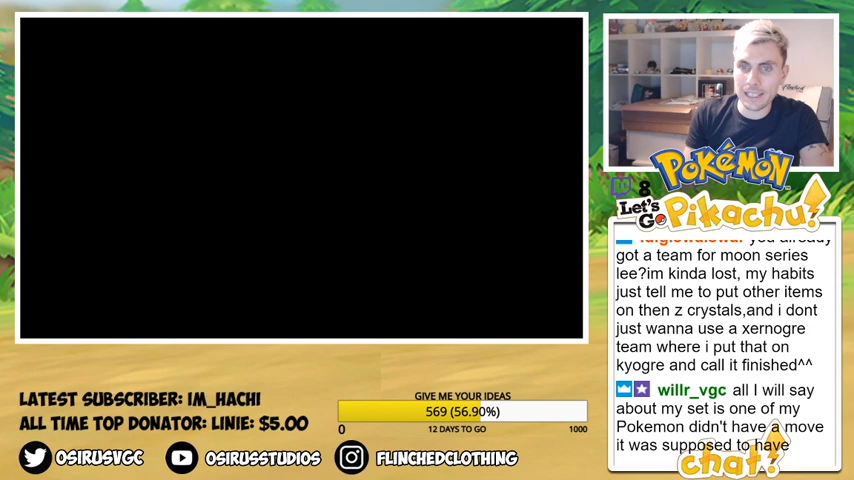 POKÉMON
8
Let's Go Pikachu!
you already
got a team for moon series
lee?im kinda lost, my habits
just tell me to put other items
on then z crystals,and i dont
just wanna use a xernogre
team where i put that on
kyogre and call it finished^^
willr_vgc all I will say
about my set is one of my
Pokemon didn't have a move
it was supposed to have
chat!
LATEST SUBSCRIBER: IM_HACHI
ALL TIME TOP DONATOR: LINIE: $5.00
GIVE ME YOUR IDEAS
569 (56.90%)
0 12 DAYS TO GO 1000
OSIRUSVGC OSIRUSSTUDIOS FLINCHEDCLOTHING